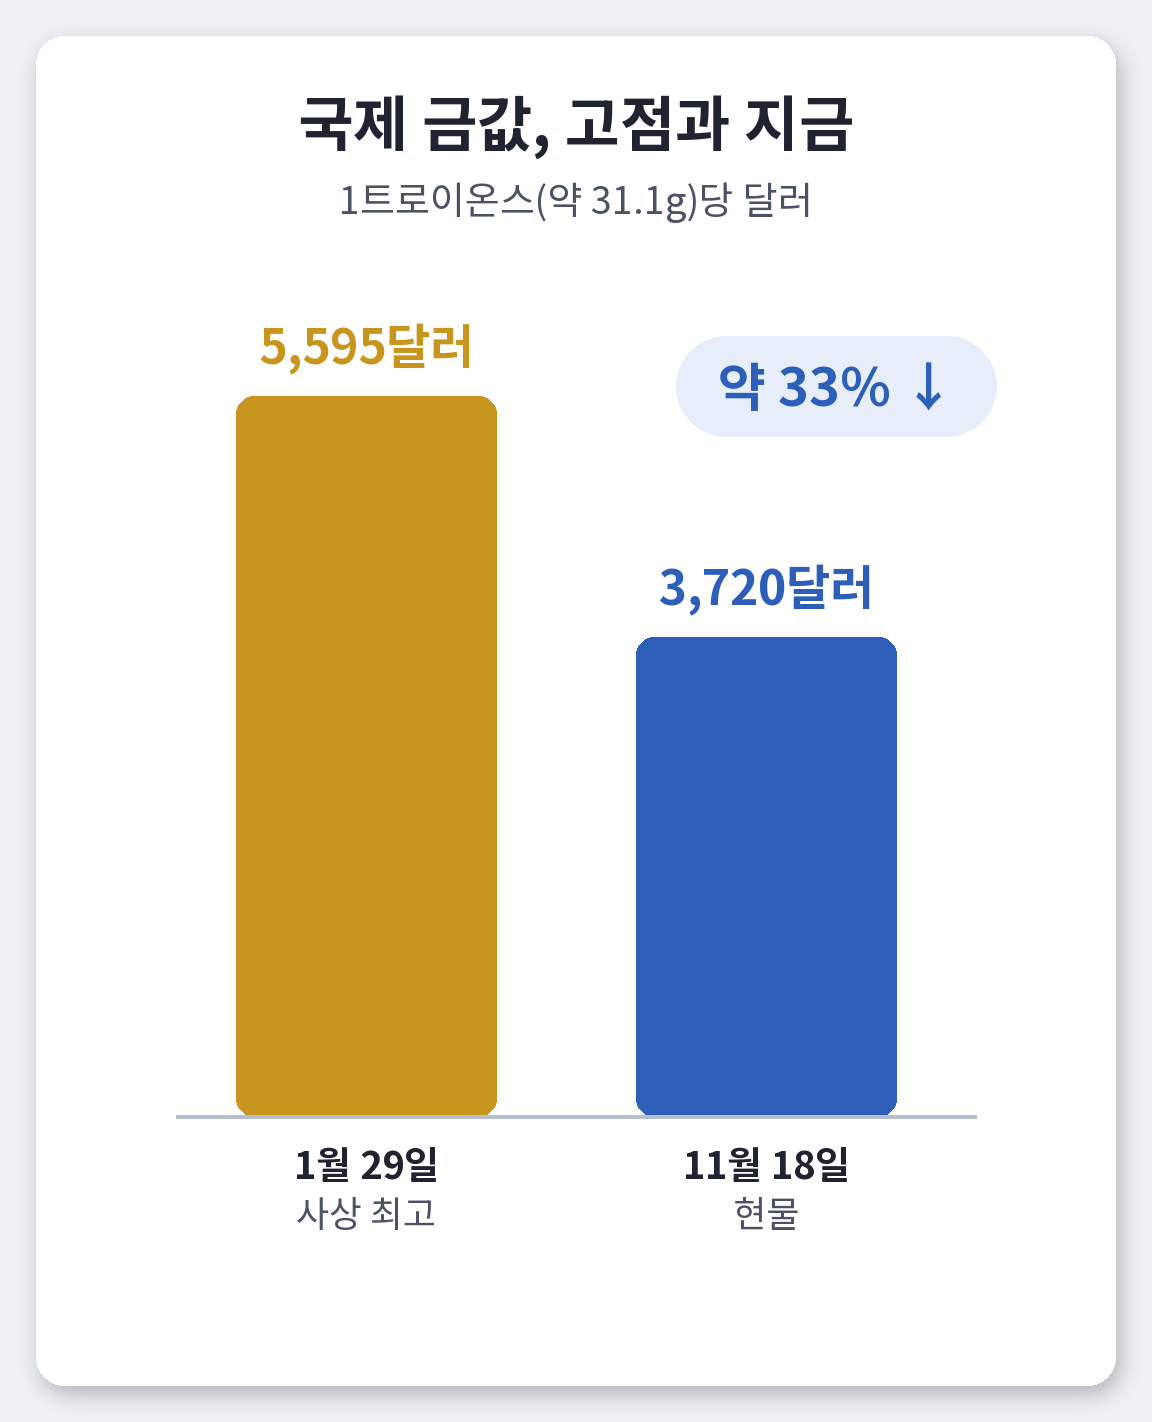 국제 금값, 고점과 지금
1트로이온스(약 31.1g)당 달러
5,595달러
약 33% ↓
3,720달러
1월 29일
사상 최고
11월 18일
현물